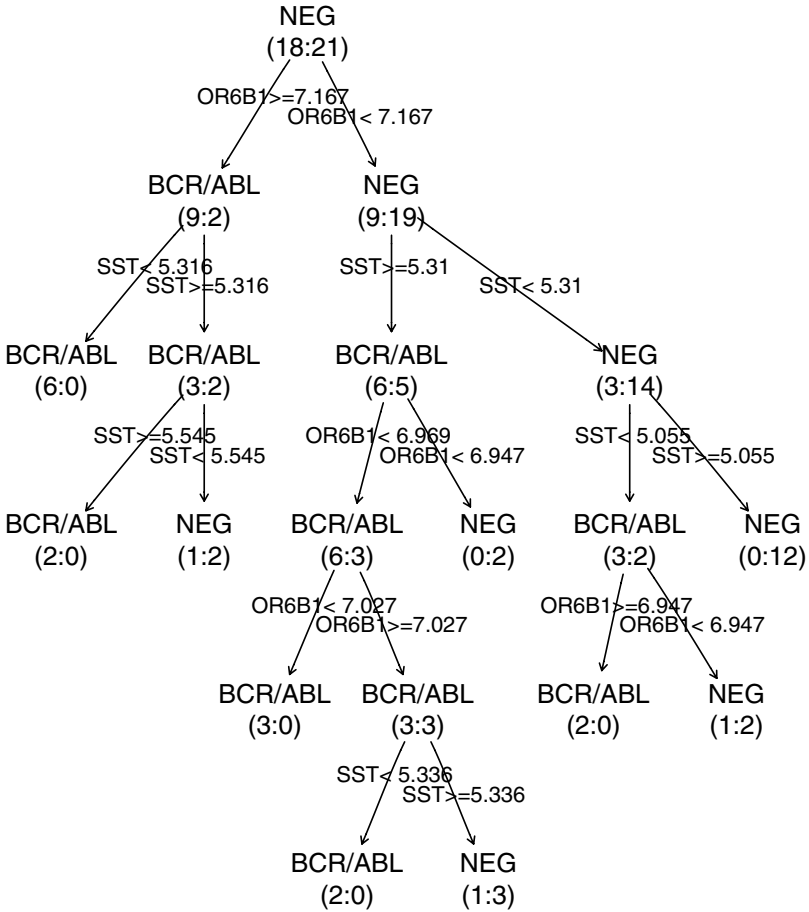 NEG
(18:21)
OR6B1>=7.167
OR6B1< 7.167
BCR/ABL
(9:2)
NEG
(9:19)
SST< 5.316
SST>=5.316
SST>=5.31
SST< 5.31
BCR/ABL
(6:0)
BCR/ABL
(3:2)
BCR/ABL
(6:5)
NEG
(3:14)
SST>=5.545
SST< 5.545
OR6B1< 6.969
OR6B1< 6.947
SST< 5.055
SST>=5.055
BCR/ABL
(2:0)
NEG
(1:2)
BCR/ABL
(6:3)
NEG
(0:2)
BCR/ABL
(3:2)
NEG
(0:12)
OR6B1< 7.027
OR6B1>=7.027
OR6B1>=6.947
OR6B1< 6.947
BCR/ABL
(3:0)
BCR/ABL
(3:3)
BCR/ABL
(2:0)
NEG
(1:2)
SST< 5.336
SST>=5.336
BCR/ABL
(2:0)
NEG
(1:3)